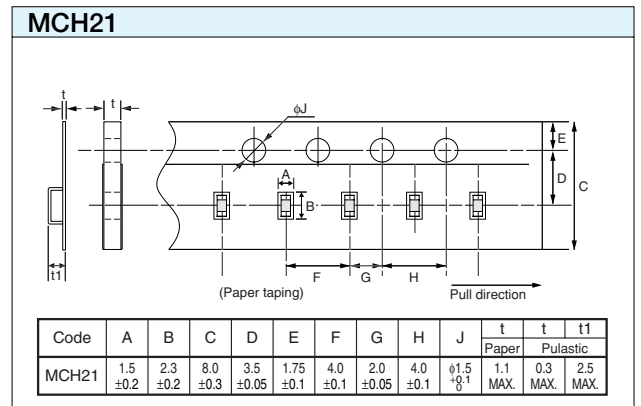 MCH21
t
t
φJ
E
A
D
C
B
t1
F
G
H
(Paper taping)
Pull direction
Code A B C D E F G H J t t t1
Paper Pulastic
MCH21 1.5 ±0.2 2.3 ±0.2 8.0 ±0.3 3.5 ±0.05 1.75 ±0.1 4.0 ±0.1 2.0 ±0.05 4.0 ±0.1 φ1.5 +0.1 0 1.1 MAX. 0.3 MAX. 2.5 MAX.